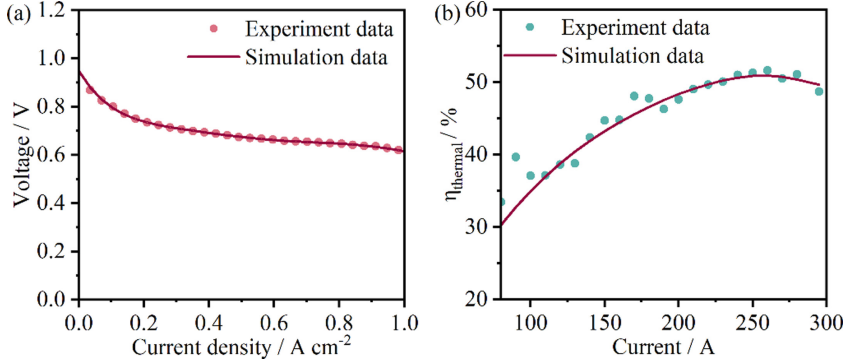 (a)
1.2
1.0
0.8
0.6
0.4
0.2
0.0
Voltage / V
Experiment data
Simulation data
0.0 0.2 0.4 0.6 0.8 1.0
Current density / A cm⁻²
(b)
60
50
40
30
20
η_thermal / %
Experiment data
Simulation data
100 150 200 250 300
Current / A